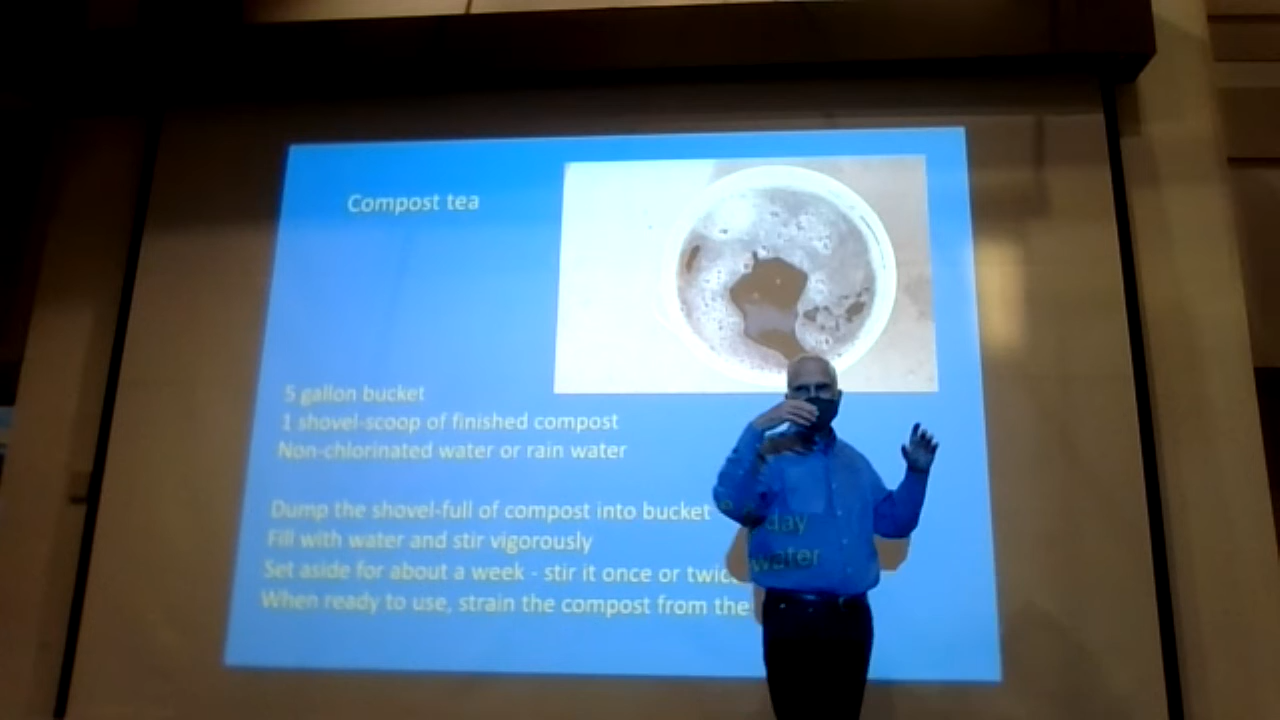 Compost tea
5 gallon bucket
1 shovel-scoop of finished compost
Non-chlorinated water or rain water
Dump the shovel-full of compost into bucket
Fill with water and stir vigorously
Set aside for about a week - stir it once or twice a day
When ready to use, strain the compost from the water